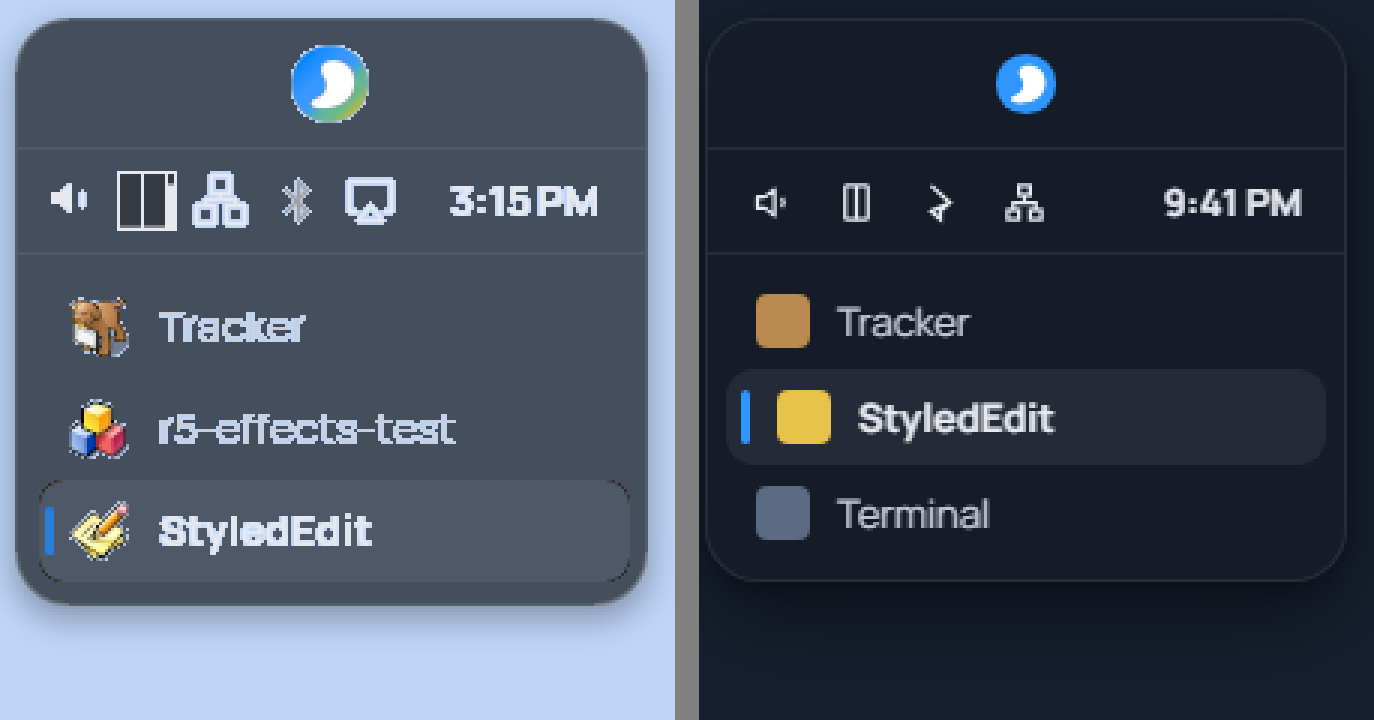 3:15 PM
Tracker
r5-effects-test
StyledEdit
9:41 PM
Tracker
StyledEdit
Terminal